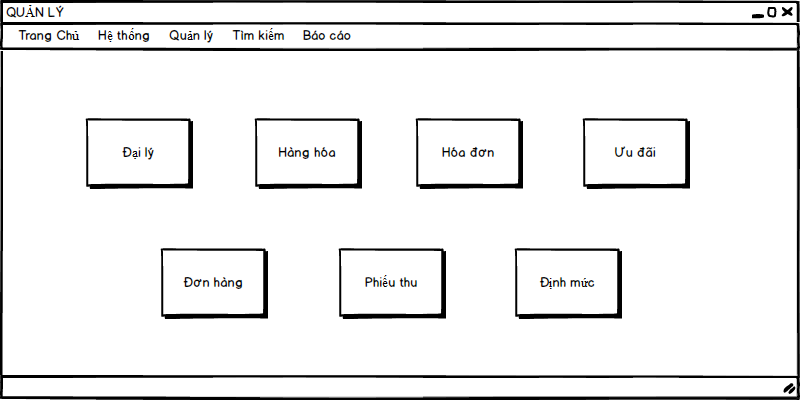 QUẢN LÝ
Trang Chủ Hệ thống Quản lý Tìm kiếm Báo cáo
Đại lý Hàng hóa Hóa đơn Ưu đãi
Đơn hàng Phiếu thu Định mức